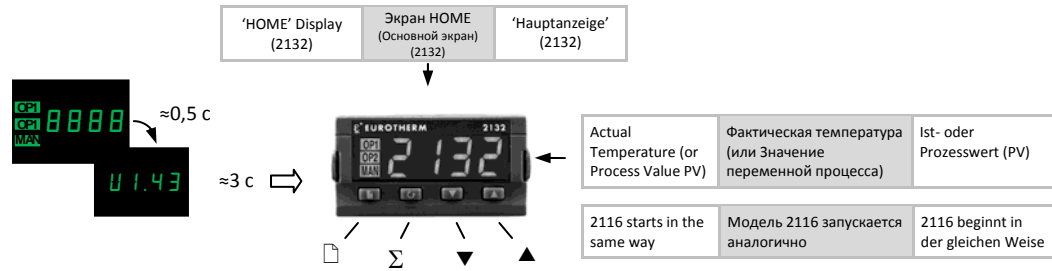 'HOME' Display
(2132)
Экран HOME
(Основной экран)
(2132)
'Hauptanzeige'
(2132)
OP1
OP1
MAN
8888
≈0,5 с
U1.43
≈3 с
EUROTHERM 2132
OP1
OP2
MAN
2132
Σ
▼
▲
Actual
Temperature (or
Process Value PV)
Фактическая температура
(или Значение
переменной процесса)
Ist- oder
Prozesswert (PV)
2116 starts in the
same way
Модель 2116 запускается
аналогично
2116 beginnt in
der gleichen Weise